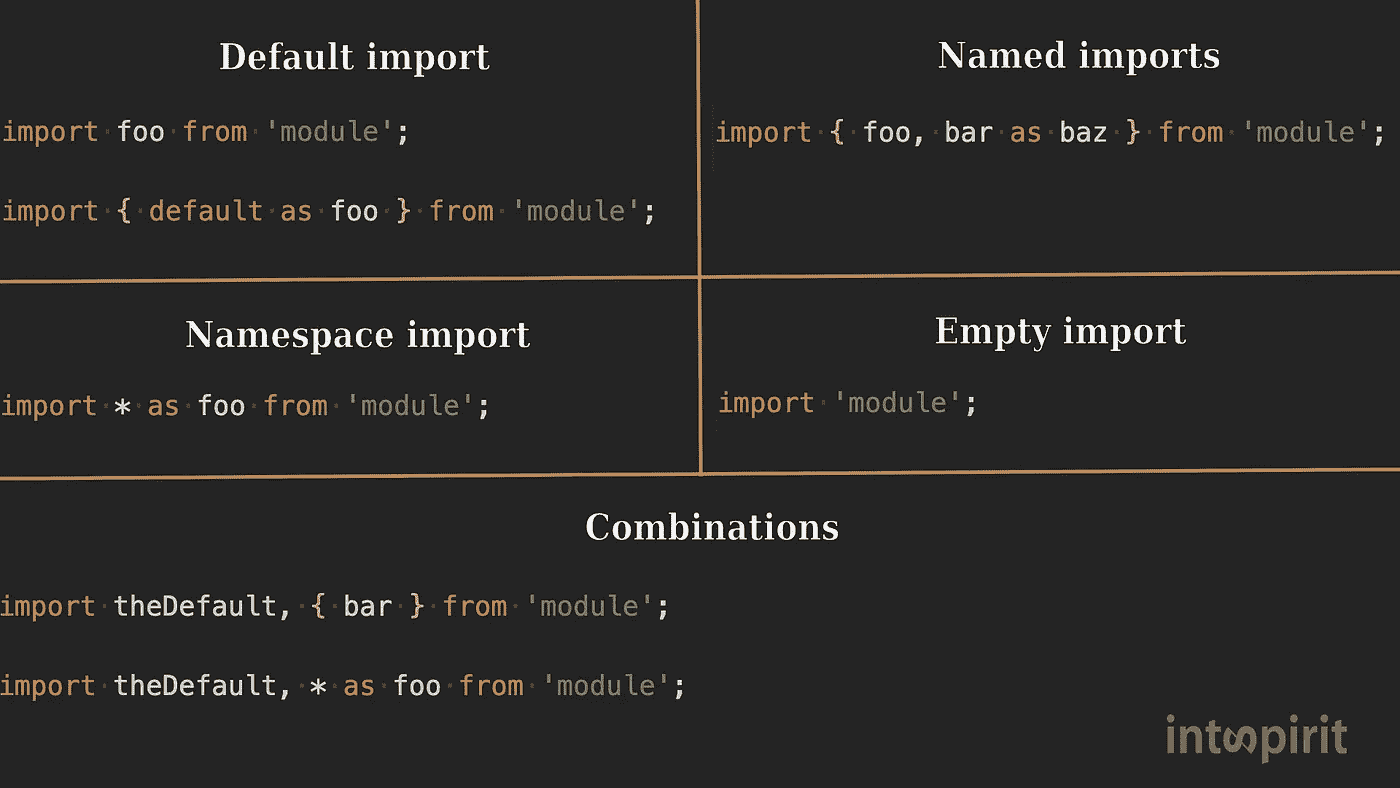 Default import
import foo from 'module';
import { default as foo } from 'module';
Named imports
import { foo, bar as baz } from 'module';
Namespace import
import * as foo from 'module';
Empty import
import 'module';
Combinations
import theDefault, { bar } from 'module';
import theDefault, * as foo from 'module';
intspirit